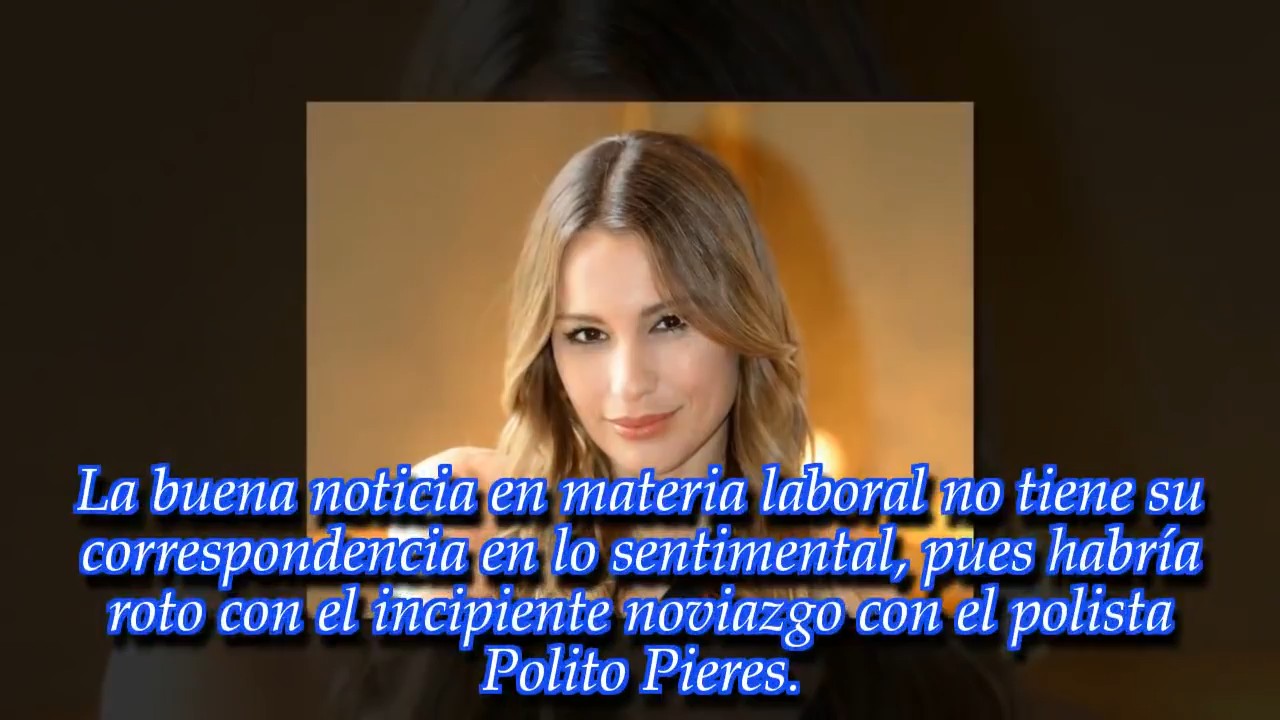 La buena noticia en materia laboral no tiene su
correspondencia en lo sentimental, pues habría
roto con el incipiente noviazgo con el polista
Polito Pieres.